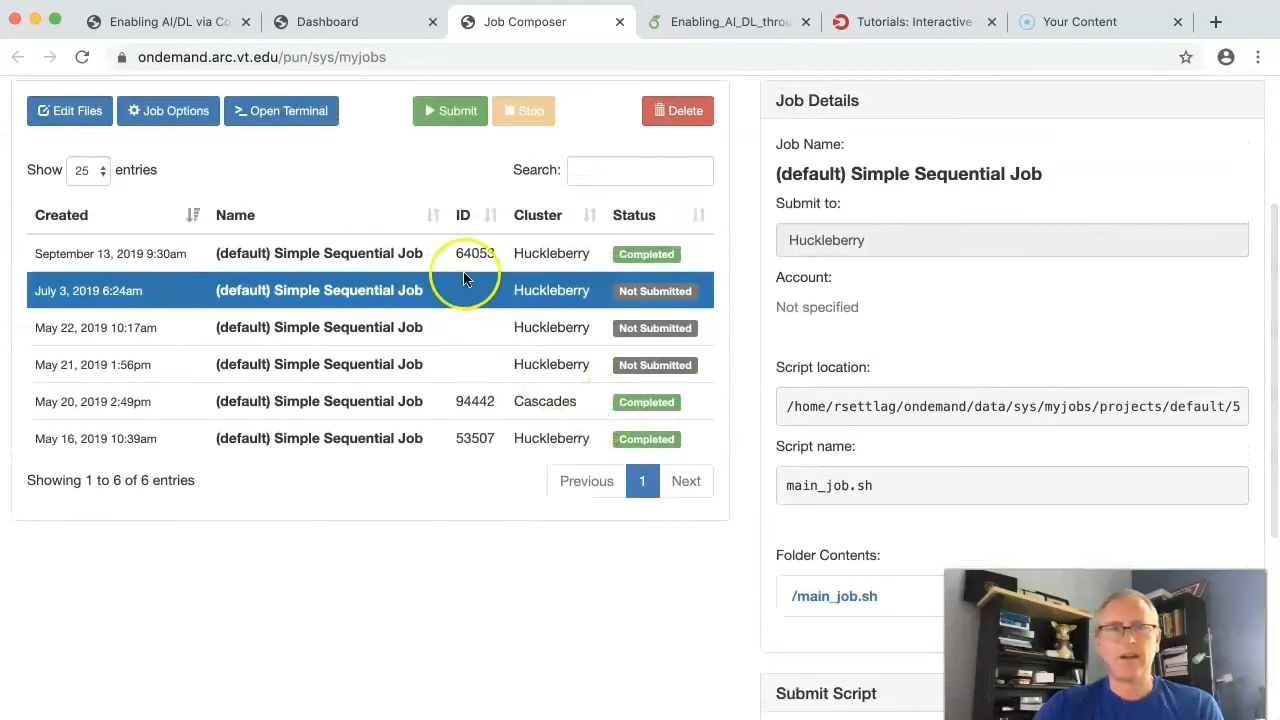 Enabling AI/DL via Co
Dashboard
Job Composer
Enabling_AI_DL_throu
Tutorials: Interactive
Your Content
ondemand.arc.vt.edu/pun/sys/myjobs
Edit Files
Job Options
>_ Open Terminal
Submit
Stop
Delete
Show 25 entries
Search:
Created Name ID Cluster Status
September 13, 2019 9:30am (default) Simple Sequential Job 64053 Huckleberry Completed
July 3, 2019 6:24am (default) Simple Sequential Job Huckleberry Not Submitted
May 22, 2019 10:17am (default) Simple Sequential Job Huckleberry Not Submitted
May 21, 2019 1:56pm (default) Simple Sequential Job Huckleberry Not Submitted
May 20, 2019 2:49pm (default) Simple Sequential Job 94442 Cascades Completed
May 16, 2019 10:39am (default) Simple Sequential Job 53507 Huckleberry Completed
Showing 1 to 6 of 6 entries
Previous 1 Next
Job Details
Job Name:
(default) Simple Sequential Job
Submit to:
Huckleberry
Account:
Not specified
Script location:
/home/rsettlag/ondemand/data/sys/myjobs/projects/default/5
Script name:
main_job.sh
Folder Contents:
/main_job.sh
Submit Script